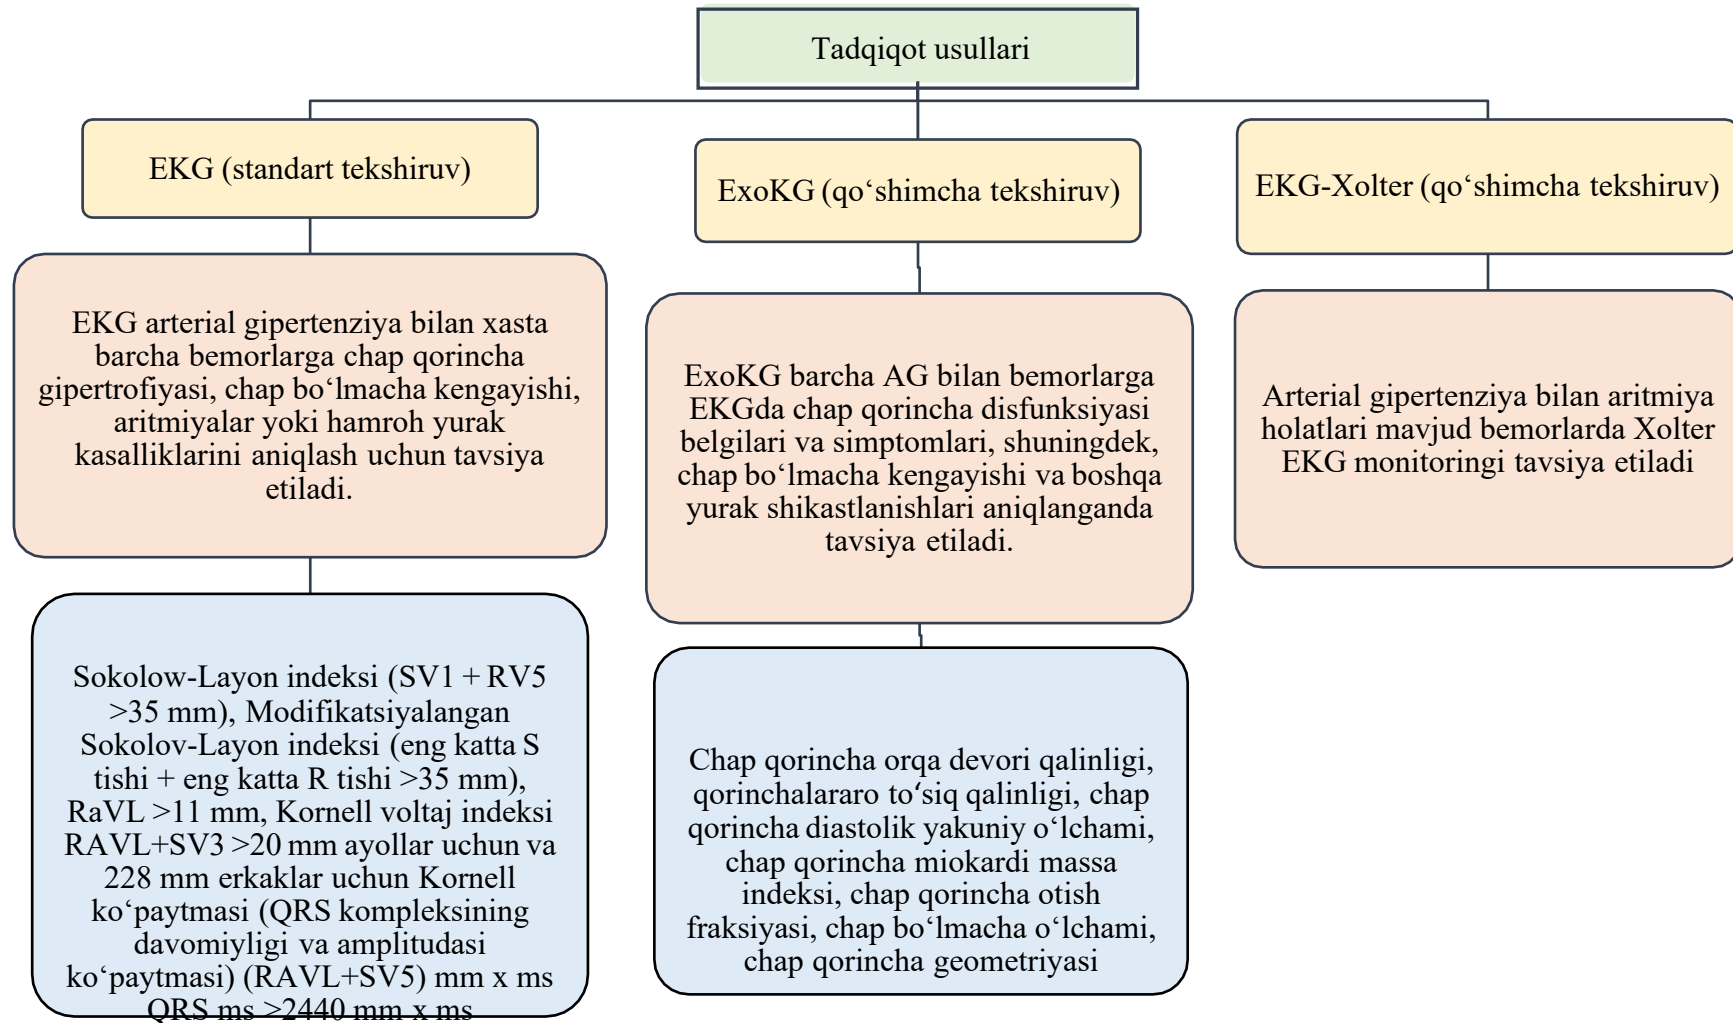 Tadqiqot usullari
EKG (standart tekshiruv)
ExoKG (qo‘shimcha tekshiruv)
EKG-Xolter (qo‘shimcha tekshiruv)
EKG arterial gipertenziya bilan xasta
barcha bemorlarga chap qorincha
gipertrofiyasi, chap bo‘lmacha kengayishi,
aritmiyalar yoki hamroh yurak
kasalliklarini aniqlash uchun tavsiya
etiladi.
ExoKG barcha AG bilan bemorlarga
EKGda chap qorincha disfunksiyasi
belgilari va simptomlari, shuningdek,
chap bo‘lmacha kengayishi va boshqa
yurak shikastlanishlari aniqlanganda
tavsiya etiladi.
Arterial gipertenziya bilan aritmiya
holatlari mavjud bemorlarda Xolter
EKG monitoringi tavsiya etiladi
Sokolow-Layon indeksi (SV1 + RV5
>35 mm), Modifikatsiyalangan
Sokolov-Layon indeksi (eng katta S
tishi + eng katta R tishi >35 mm),
RaVL >11 mm, Kornell voltaj indeksi
RAVL+SV3 >20 mm ayollar uchun va
228 mm erkaklar uchun Kornell
ko‘paytmasi (QRS kompleksining
davomiyligi va amplitudasi
ko‘paytmasi) (RAVL+SV5) mm x ms
QRS ms >2440 mm x ms
Chap qorincha orqa devori qalinligi,
qorinchalararo to‘siq qalinligi, chap
qorincha diastolik yakuniy o‘lchami,
chap qorincha miokardi massa
indeksi, chap qorincha otish
fraksiyasi, chap bo‘lmacha o‘lchami,
chap qorincha geometriyasi